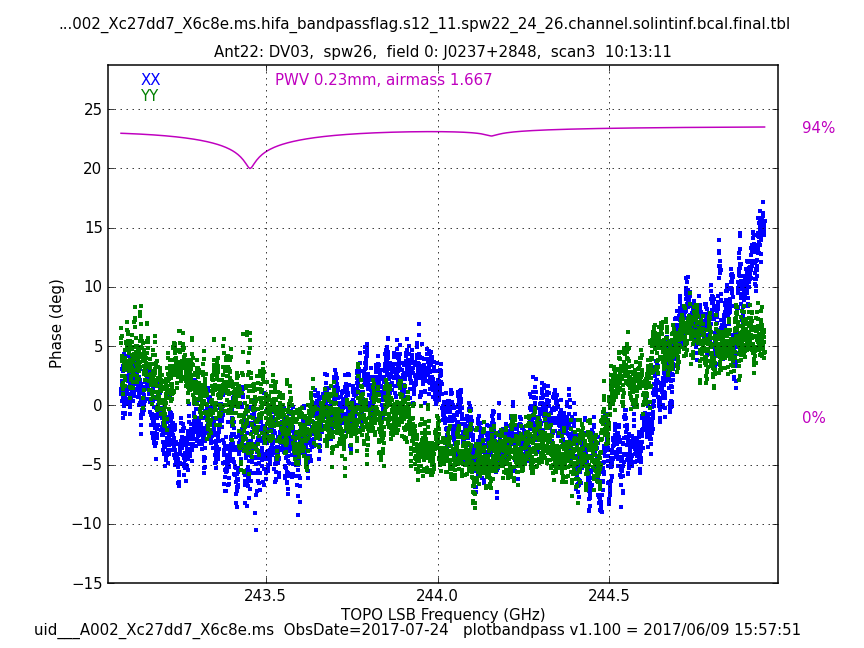 ...002_Xc27dd7_X6c8e.ms.hifa_bandpassflag.s12_11.spw22_24_26.channel.solintinf.bcal.final.tbl
Ant22: DV03,  spw26,  field 0: J0237+2848,  scan3  10:13:11
XX
PWV 0.23mm, airmass 1.667
YY
25
94%
20
15
10
5
0
0%
−5
−10
−15
Phase (deg)
243.5
244.0
244.5
TOPO LSB Frequency (GHz)
uid___A002_Xc27dd7_X6c8e.ms  ObsDate=2017-07-24   plotbandpass v1.100 = 2017/06/09 15:57:51